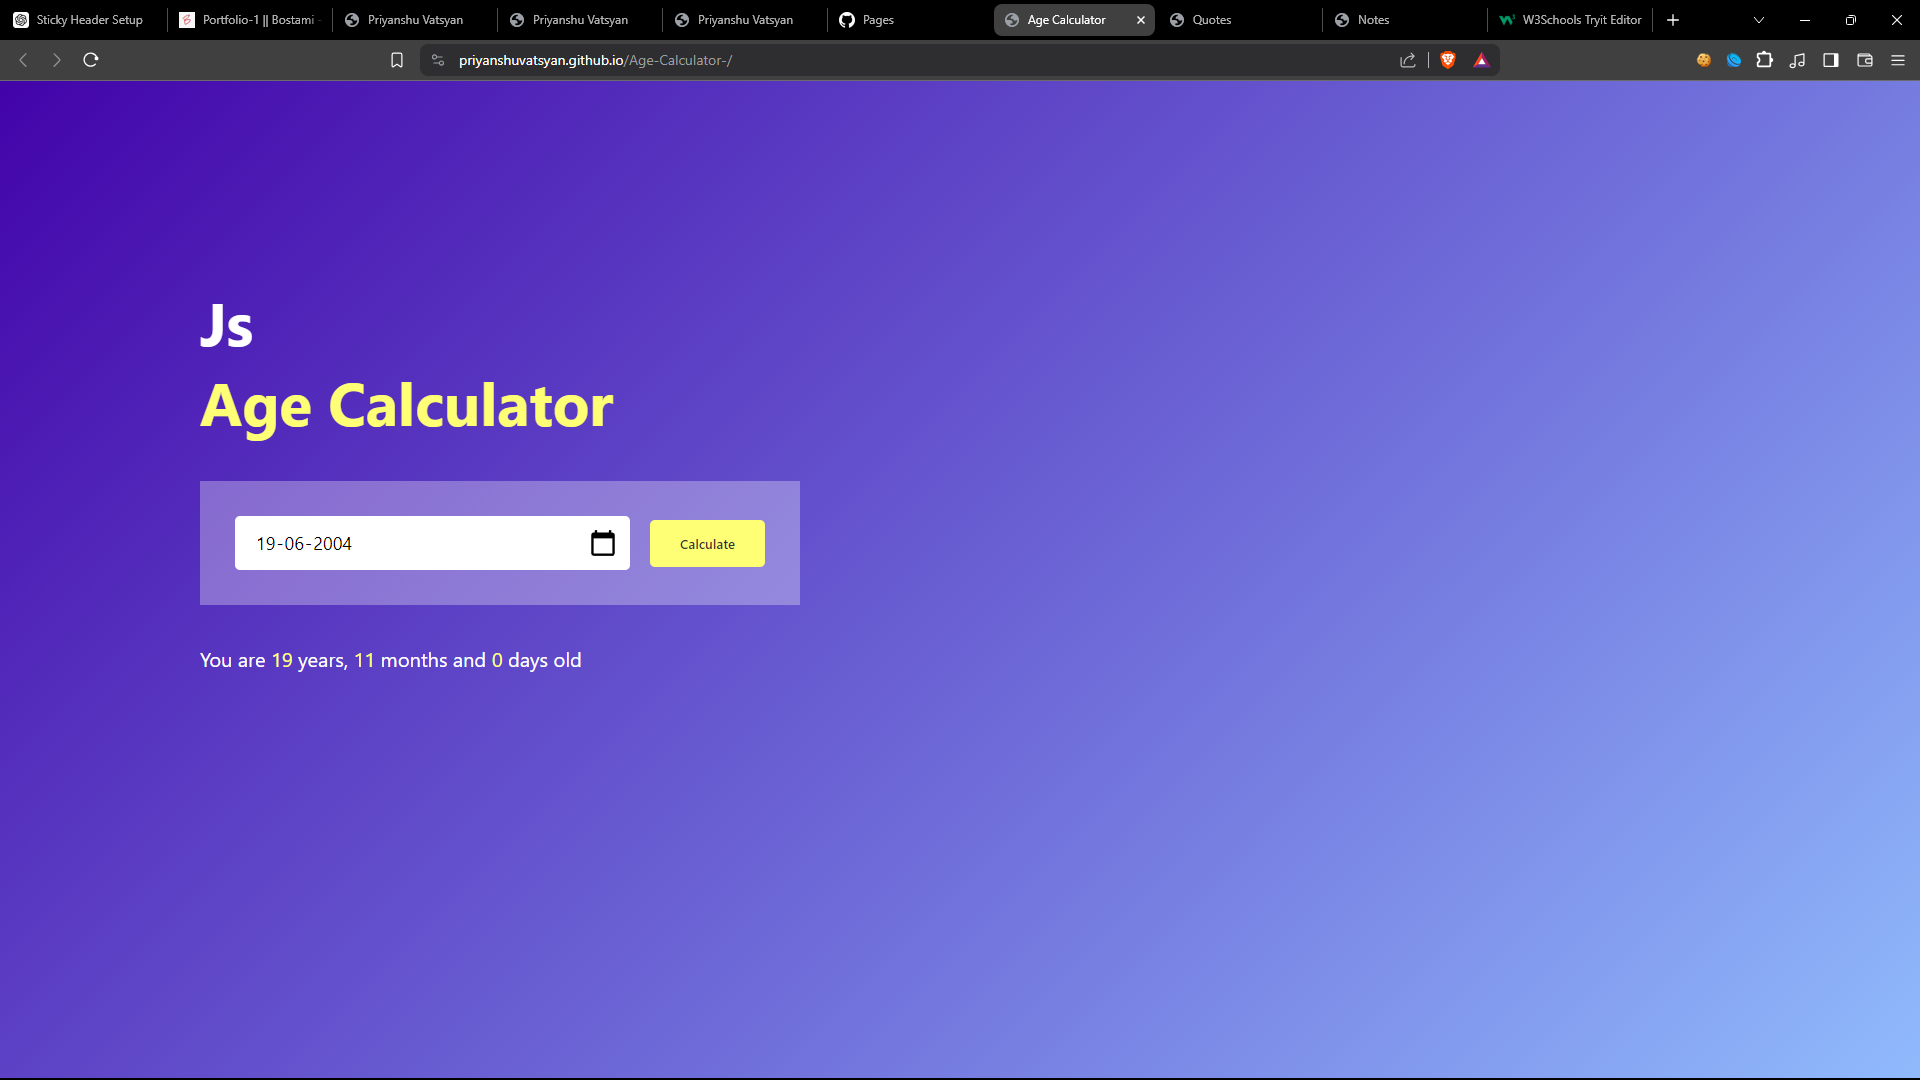 Sticky Header Setup
Portfolio-1 || Bostami
Priyanshu Vatsyan
Priyanshu Vatsyan
Priyanshu Vatsyan
Pages
Age Calculator
Quotes
Notes
W3Schools Tryit Editor
priyanshuvatsyan.github.io/Age-Calculator-/
Js
Age Calculator
19-06-2004
Calculate
You are 19 years, 11 months and 0 days old